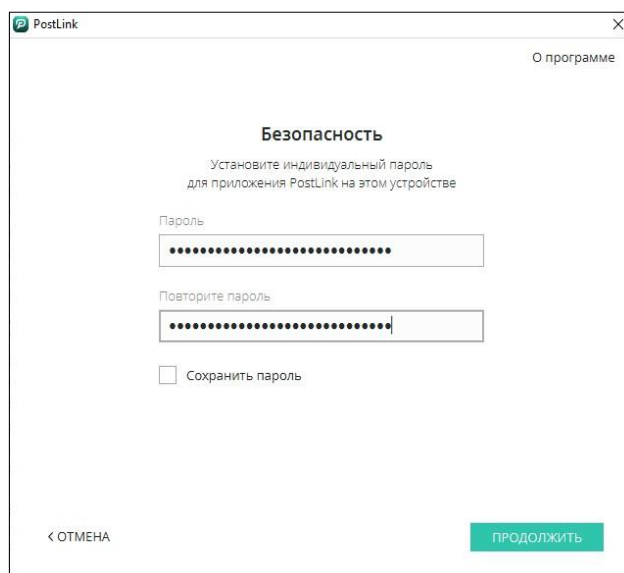 PostLink
О программе
Безопасность
Установите индивидуальный пароль
для приложения PostLink на этом устройстве
Пароль
Повторите пароль
Сохранить пароль
< ОТМЕНА
ПРОДОЛЖИТЬ